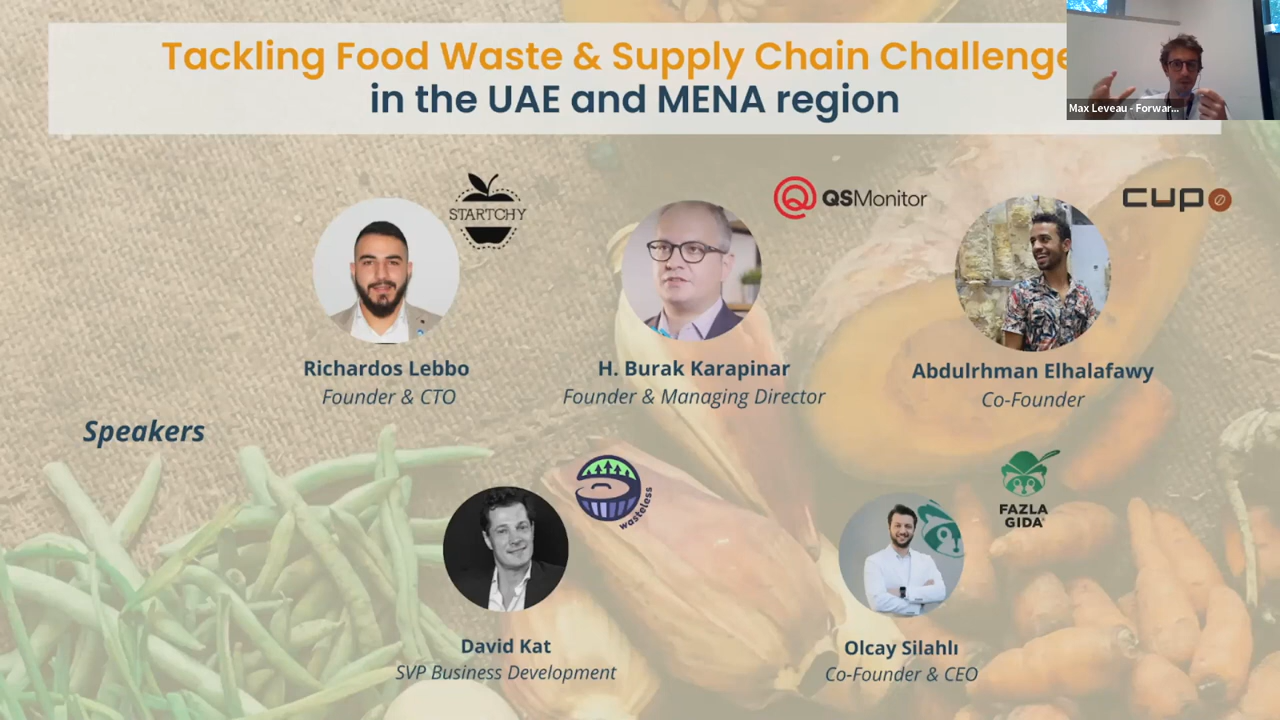 Tackling Food Waste & Supply Chain Challenge
in the UAE and MENA region
Max Leveau - Forwar...
STARTCHY
QSMonitor
cup
Richardos Lebbo
Founder & CTO
H. Burak Karapinar
Founder & Managing Director
Abdulrhman Elhalafawy
Co-Founder
Speakers
wasteless
FAZLA
GIDA
David Kat
SVP Business Development
Olcay Silahlı
Co-Founder & CEO